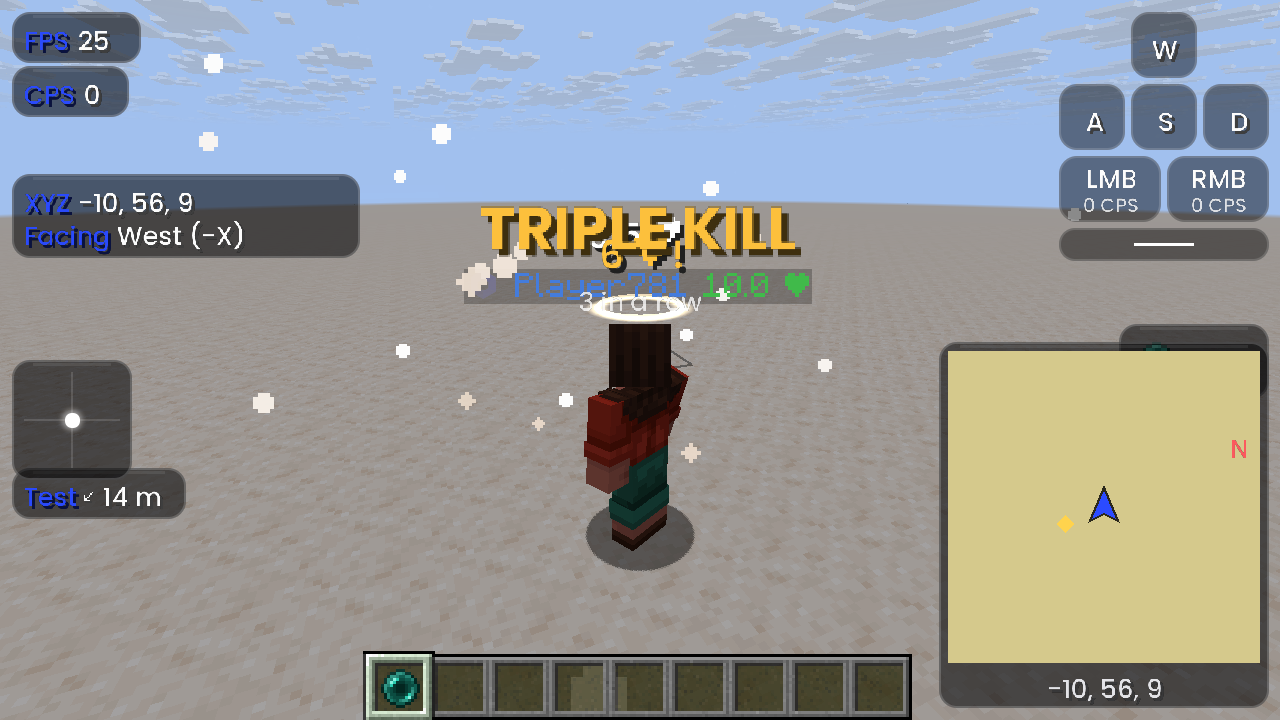 FPS 25
CPS 0
W
A S D
LMB
0 CPS
RMB
0 CPS
XYZ -10, 56, 9
Facing West (-X)
TRIPLE KILL
Player781 10.0
3 in a row
N
Test 14 m
-10, 56, 9